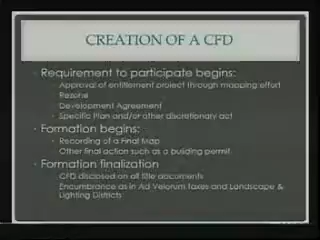 CREATION OF A CFD
· Requirement to participate begins:
· Approval of entitlement project through mapping effort
· Rezone
· Development Agreement
· Specific Plan and/or other discretionary act
· Formation begins:
· Recording of a Final Map
· Other final action such as a building permit
· Formation finalization
· CFD disclosed on all title documents
· Encumbrance as in Ad Velorum taxes and Landscape &
Lighting Districts